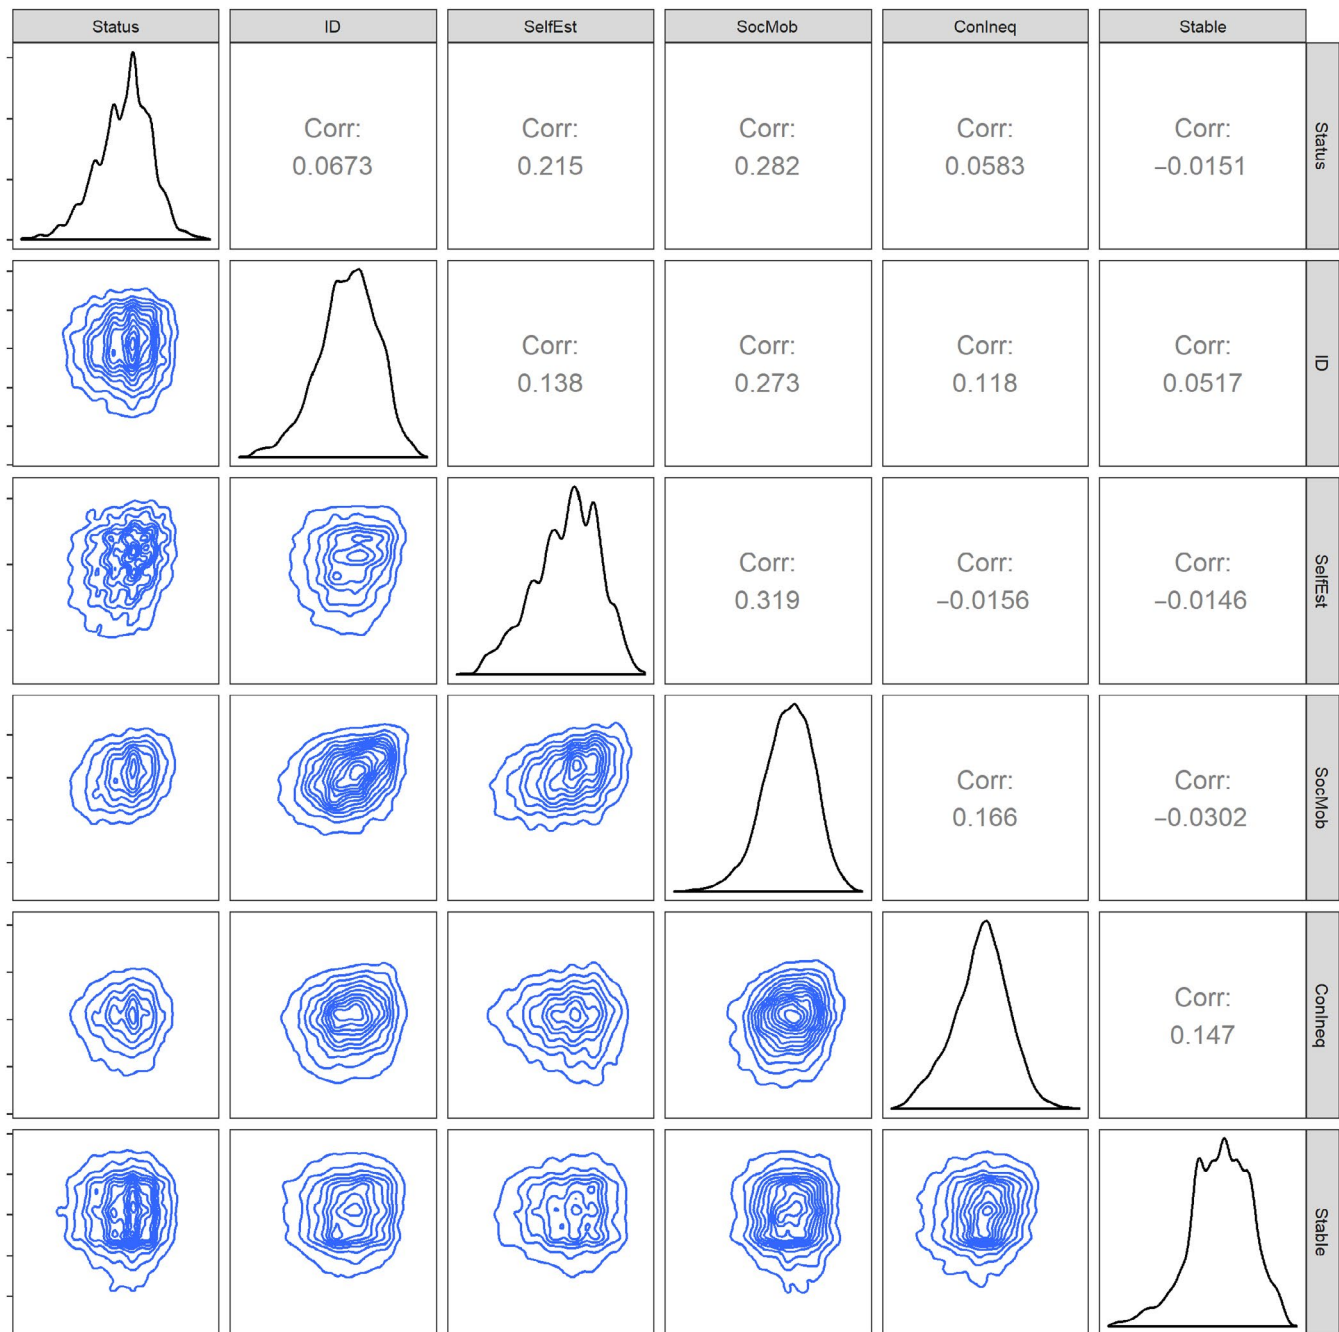 Status ID SelfEst SocMob ConIneq Stable
Corr: Corr: Corr: Corr: Corr:
0.0673 0.215 0.282 0.0583 −0.0151
Status
Corr: Corr: Corr: Corr:
0.138 0.273 0.118 0.0517
ID
Corr: Corr: Corr:
0.319 −0.0156 −0.0146
SelfEst
Corr: Corr:
0.166 −0.0302
SocMob
Corr:
0.147
ConIneq
Stable